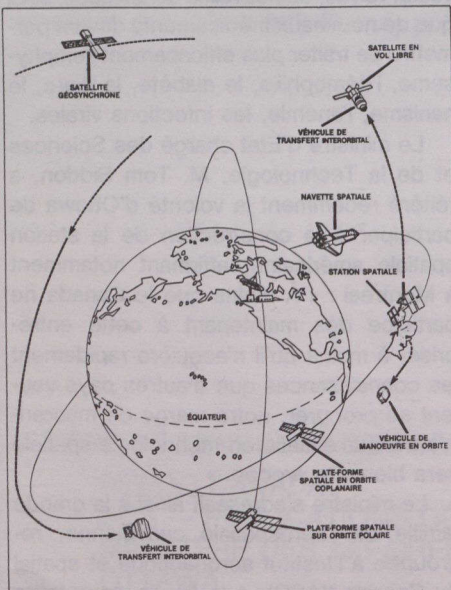 SATELLITE
GÉOSYNCHRONE
SATELLITE EN
VOL LIBRE
VÉHICULE DE
TRANSFERT INTERORBITAL
NAVETTE SPATIALE
STATION SPATIALE
ÉQUATEUR
VÉHICULE DE
MANOEUVRE EN ORBITE
PLATE-FORME
SPATIALE EN ORBITE
COPLANAIRE
PLATE-FORME SPATIALE
SUR ORBITE POLAIRE
VÉHICULE DE
TRANSFERT INTERORBITAL